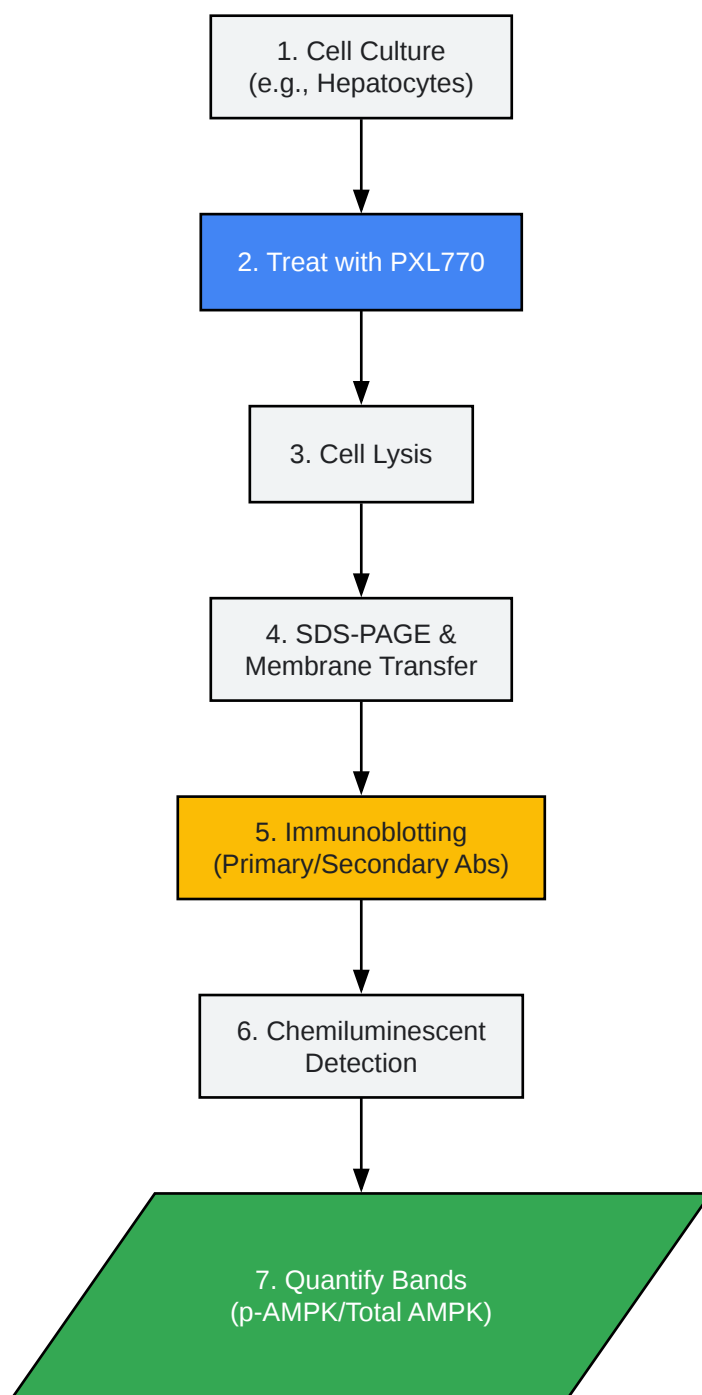 1. Cell Culture
(e.g., Hepatocytes)
2. Treat with PXL770
3. Cell Lysis
4. SDS-PAGE &
Membrane Transfer
5. Immunoblotting
(Primary/Secondary Abs)
6. Chemiluminescent
Detection
7. Quantify Bands
(p-AMPK/Total AMPK)